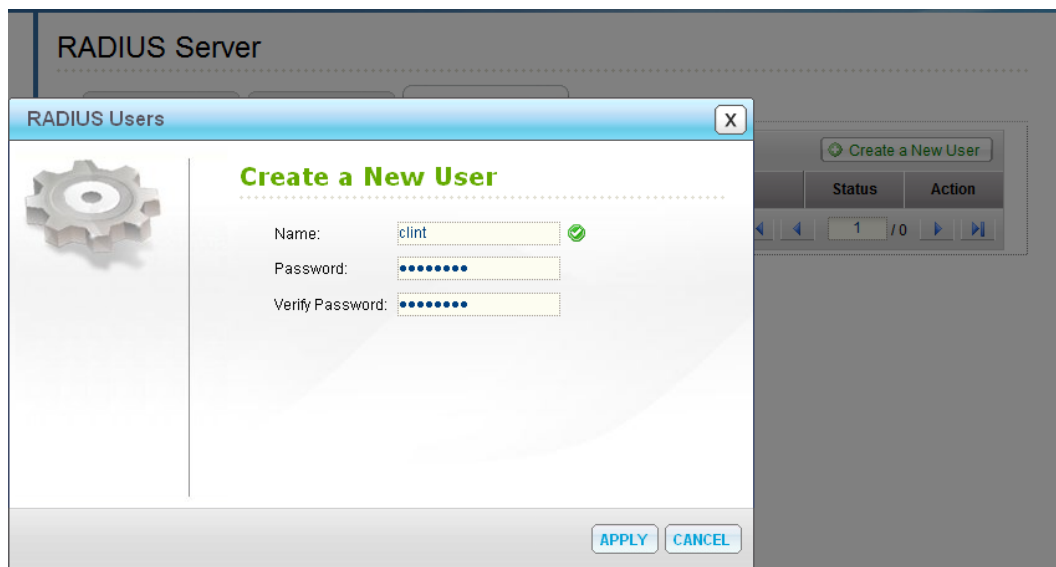 RADIUS Server
RADIUS Users
X
Create a New User
Status
Action
1 / 0
Create a New User
Name: clint
Password: ••••••••
Verify Password: ••••••••
APPLY
CANCEL